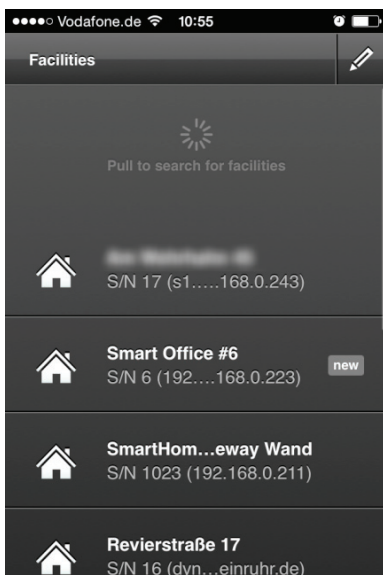 Vodafone.de 10:55
Facilities
Pull to search for facilities
S/N 17 (s1.....168.0.243)
Smart Office #6
S/N 6 (192....168.0.223)
new
SmartHom...eway Wand
S/N 1023 (192.168.0.211)
Revierstraße 17
S/N 16 (dyn...einruhr.de)